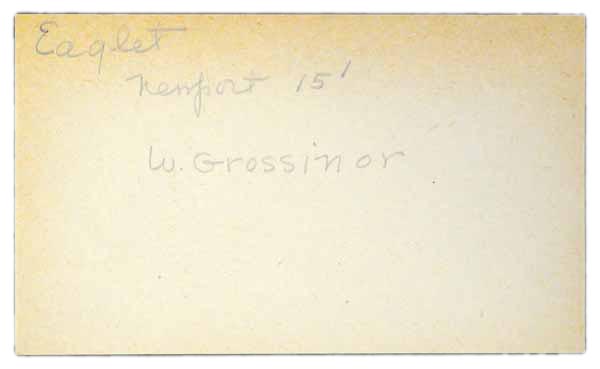 Eaglet
Newport 15'
W. Grossinor